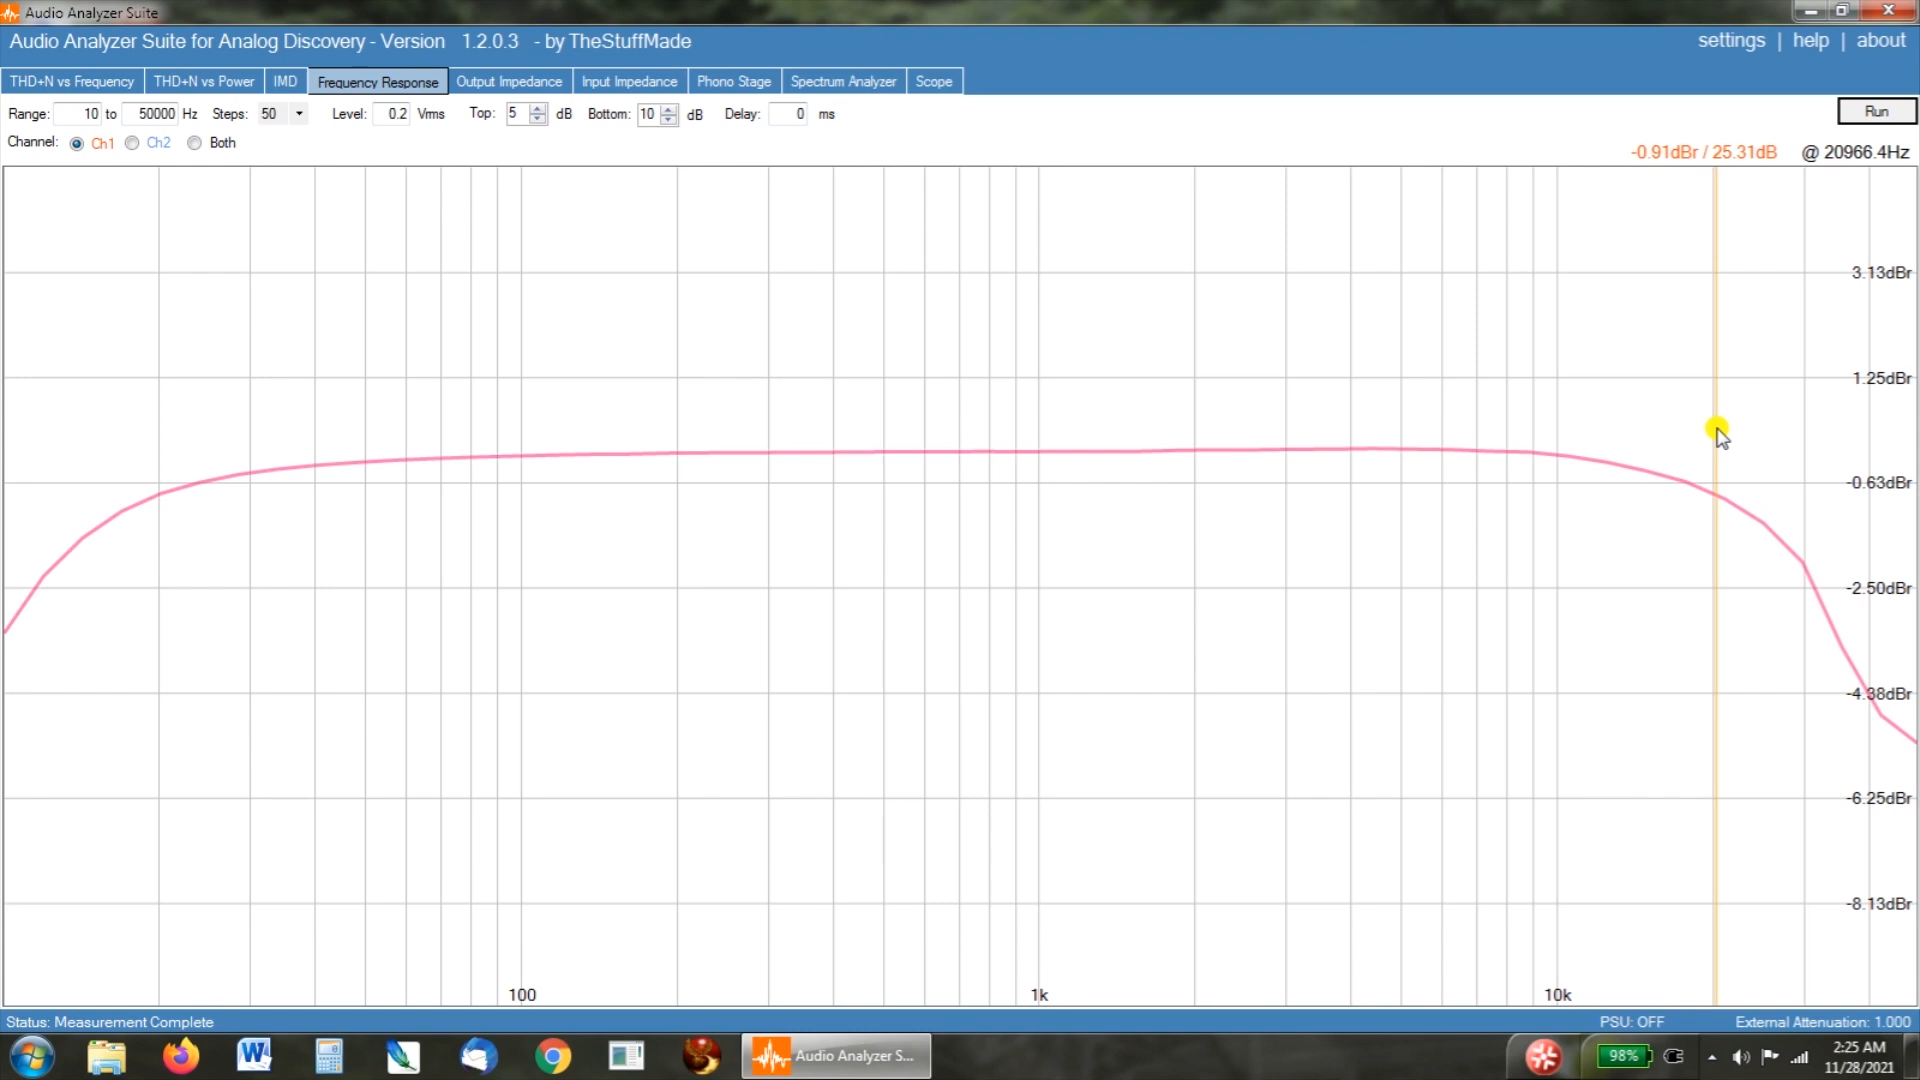 Audio Analyzer Suite
Audio Analyzer Suite for Analog Discovery - Version 1.2.0.3 - by TheStuffMade
settings | help | about
THD+N vs Frequency THD+N vs Power IMD Frequency Response Output Impedance Input Impedance Phono Stage Spectrum Analyzer Scope
Range: 10 to 50000 Hz Steps: 50 Level: 0.2 Vrms Top: 5 dB Bottom: 10 dB Delay: 0 ms
Run
Channel: Ch1 Ch2 Both
-0.91dBr / 25.31dB @ 20966.4Hz
3.13dBr
1.25dBr
-0.63dBr
-2.50dBr
-4.38dBr
-6.25dBr
-8.13dBr
100 1k 10k
Status: Measurement Complete
PSU: OFF External Attenuation: 1.000
Audio Analyzer S...
98%
2:25 AM
11/28/2021